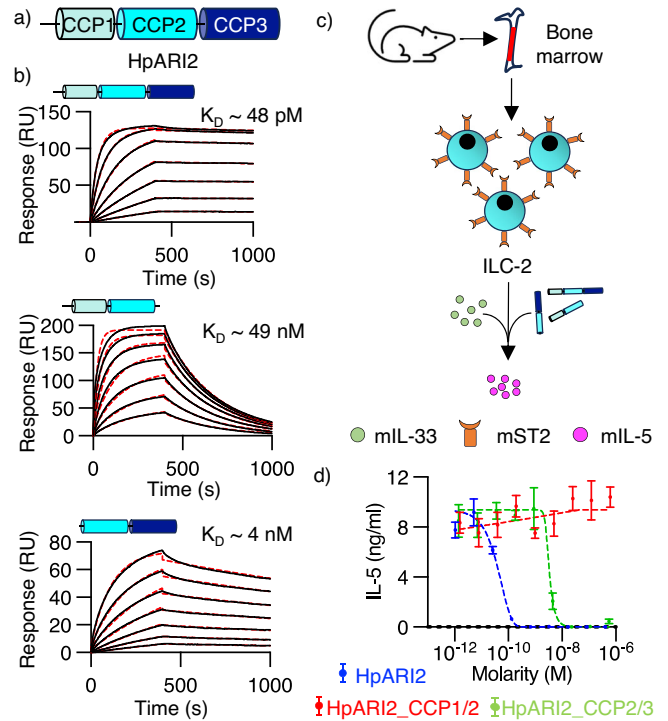 a)
CCP1 CCP2 CCP3
HpARI2
b)
K_D ~ 48 pM
Response (RU)
150
100
50
0 500 1000
Time (s)
K_D ~ 49 nM
Response (RU)
200
150
100
50
0
0 500 1000
Time (s)
K_D ~ 4 nM
Response (RU)
80
60
40
20
0
0 500 1000
Time (s)
c)
Bone
marrow
ILC-2
mIL-33 mST2 mIL-5
d)
IL-5 (ng/ml)
12
8
4
0
10^-12 10^-10 10^-8 10^-6
Molarity (M)
HpARI2
HpARI2_CCP1/2 HpARI2_CCP2/3